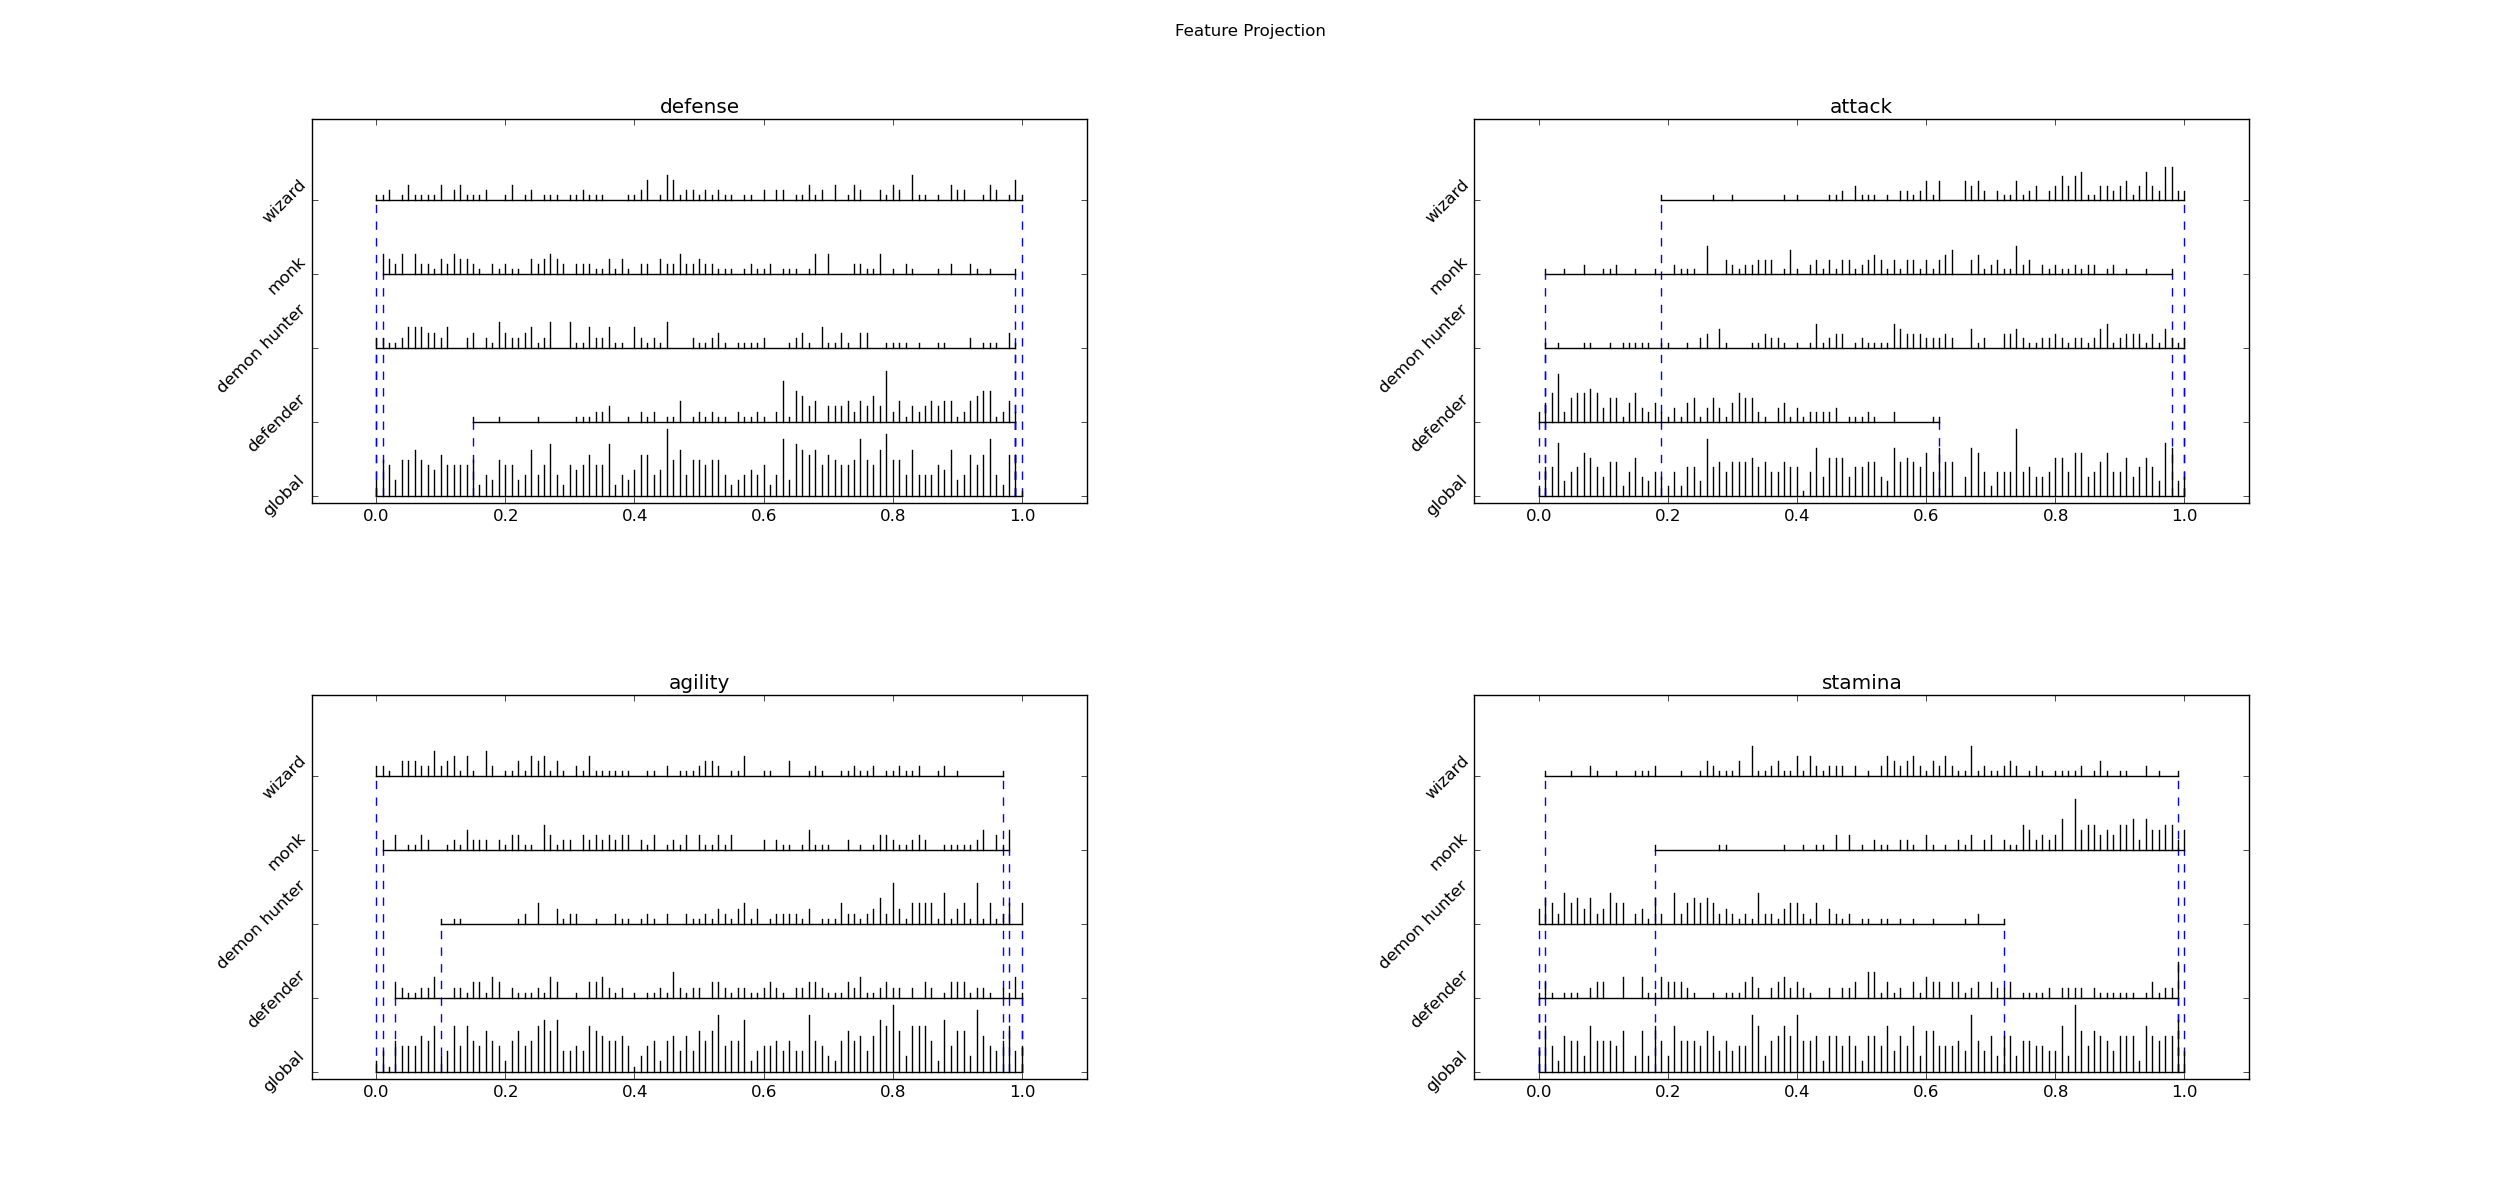 Feature Projection
defense
wizard
monk
demon hunter
defender
global
0.0 0.2 0.4 0.6 0.8 1.0
attack
wizard
monk
demon hunter
defender
global
0.0 0.2 0.4 0.6 0.8 1.0
agility
wizard
monk
demon hunter
defender
global
0.0 0.2 0.4 0.6 0.8 1.0
stamina
wizard
monk
demon hunter
defender
global
0.0 0.2 0.4 0.6 0.8 1.0